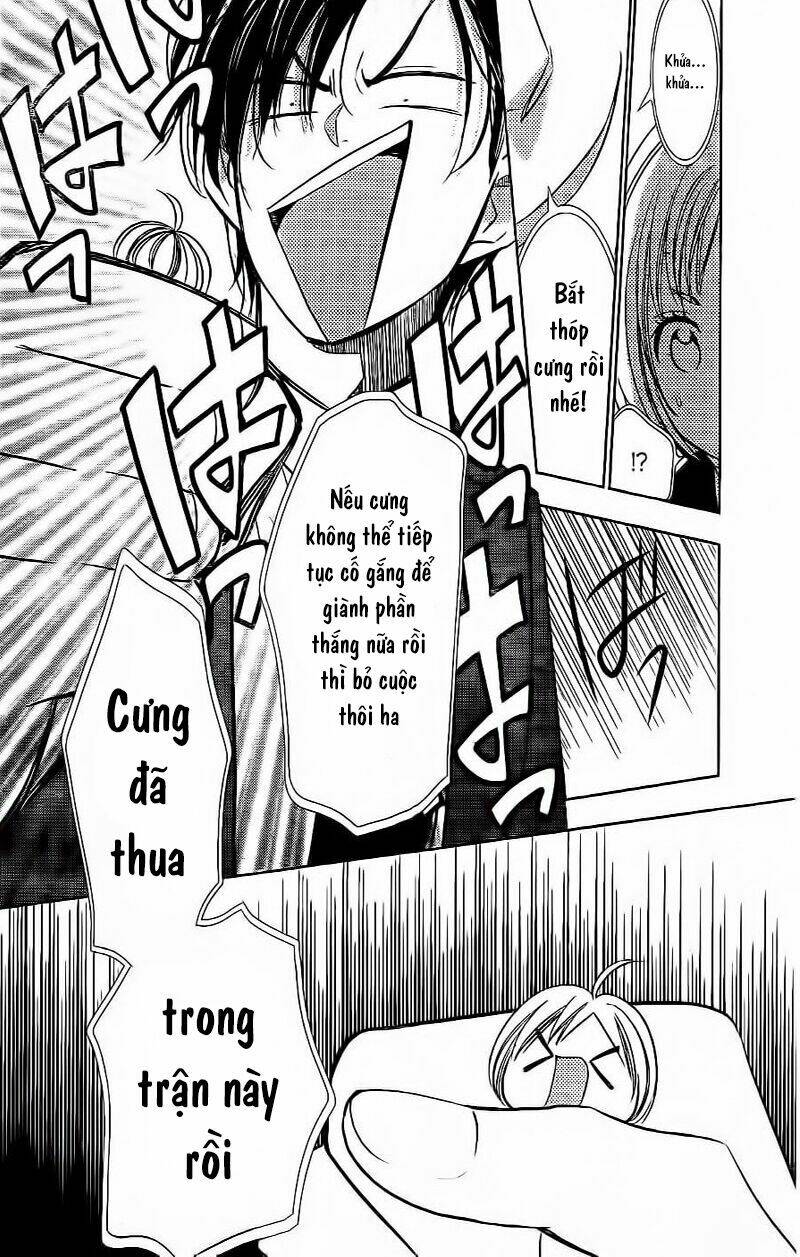 Khửa...
khửa...
!?
Bắt
thóp
cưng rồi
nhé!
ばっ
はっ
はっ
はっ
はっ
はっ
Nếu cưng
không thể tiếp
tục cố gắng để
giành phần
thắng nữa rồi
thì bỏ cuộc
thôi ha
Cưng
đã
thua
trong
trận này
rồi